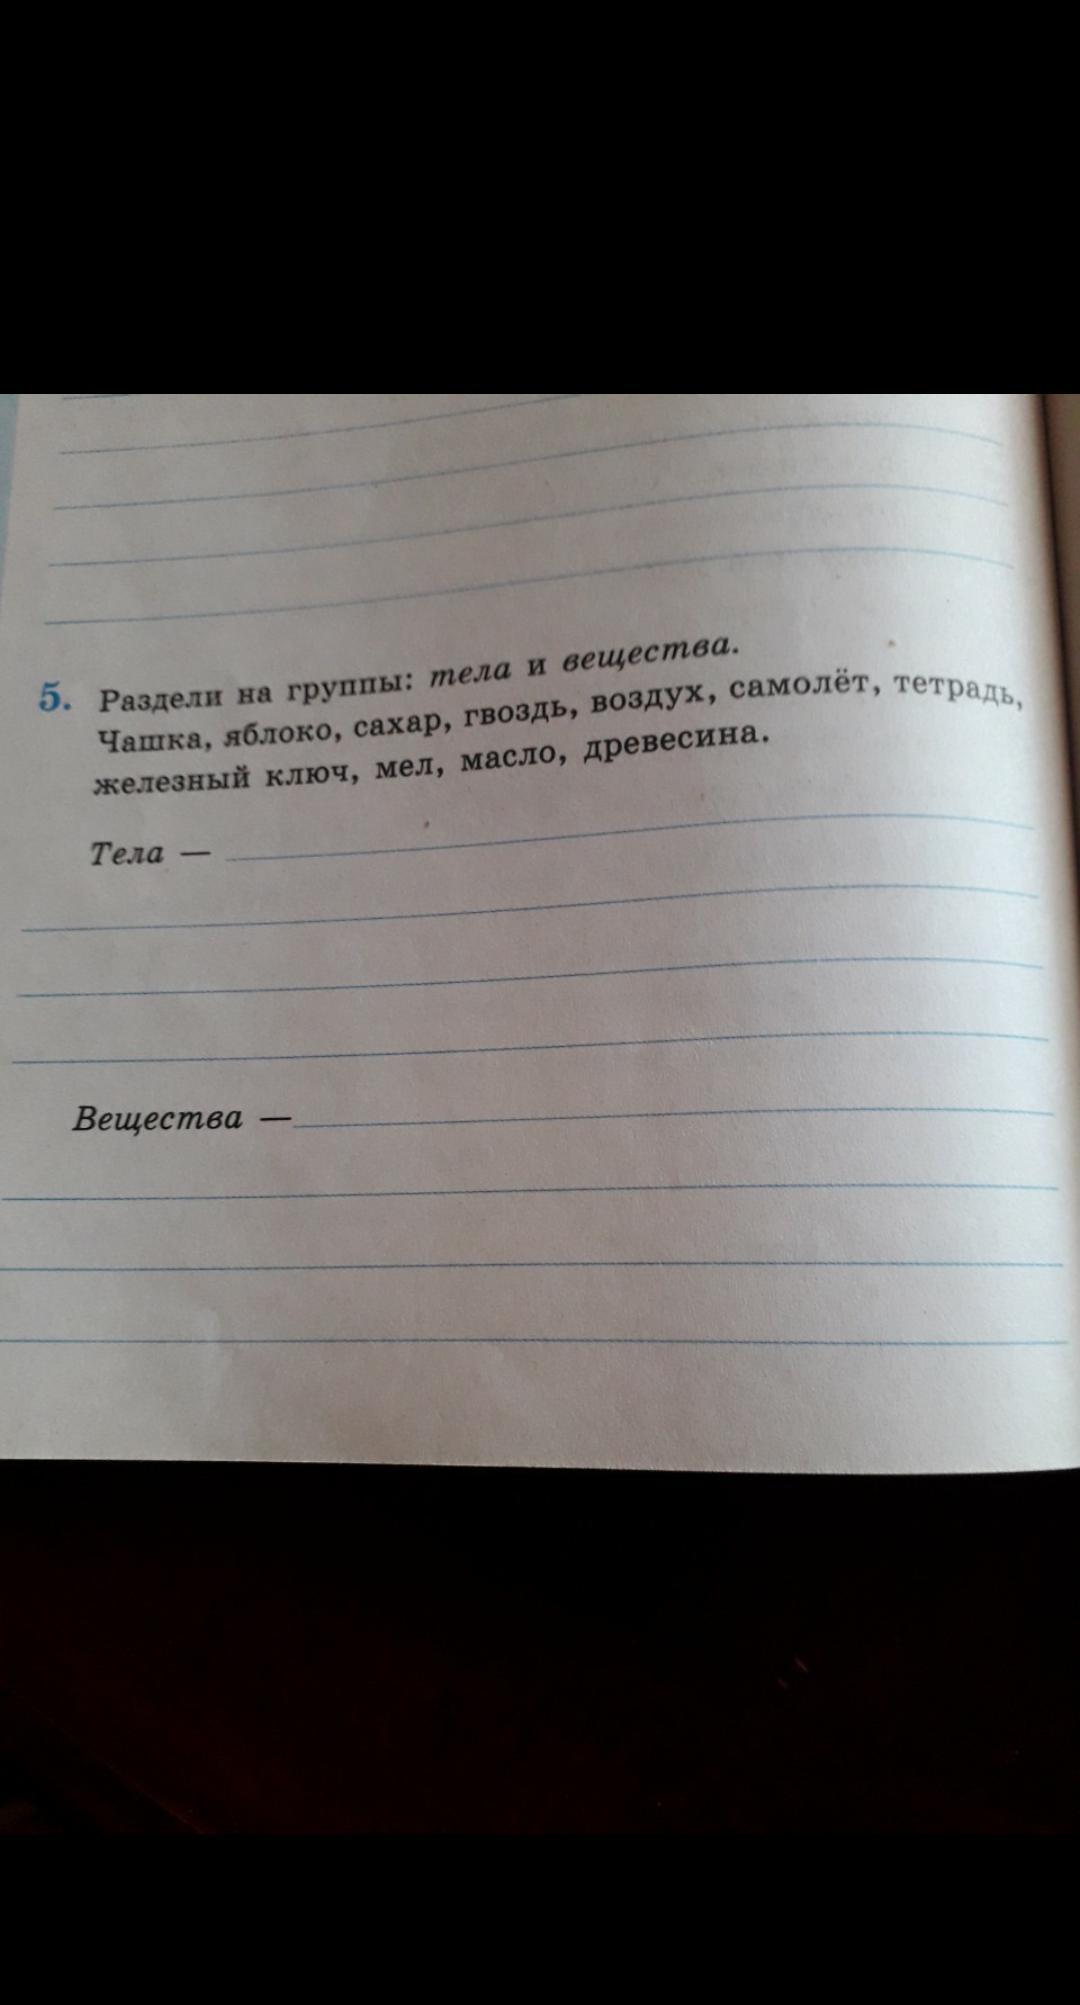 5. Раздели на группы: тела и вещества.
Чашка, яблоко, сахар, гвоздь, воздух, самолёт, тетрадь,
железный ключ, мел, масло, древесина.
Тела —
Вещества —